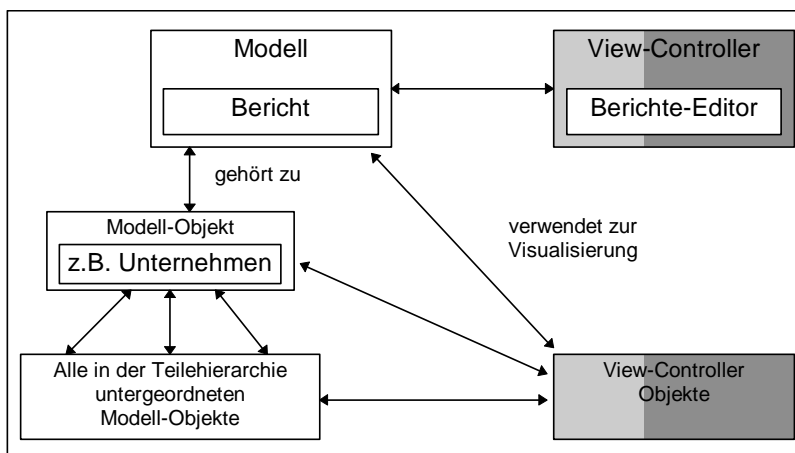 Modell
View-Controller
Bericht
Berichte-Editor
gehört zu
Modell-Objekt
z.B. Unternehmen
verwendet zur
Visualisierung
Alle in der Teilehierarchie
untergeordneten
Modell-Objekte
View-Controller
Objekte